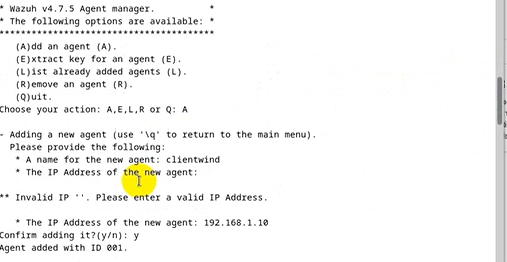 * Wazuh v4.7.5 Agent manager. *
* The following options are available: *
****************************************
(A)dd an agent (A).
(E)xtract key for an agent (E).
(L)ist already added agents (L).
(R)emove an agent (R).
(Q)uit.
Choose your action: A,E,L,R or Q: A
- Adding a new agent (use '\q' to return to the main menu).
Please provide the following:
* A name for the new agent: clientwind
* The IP Address of the new agent:
** Invalid IP ''. Please enter a valid IP Address.
* The IP Address of the new agent: 192.168.1.10
Confirm adding it?(y/n): y
Agent added with ID 001.